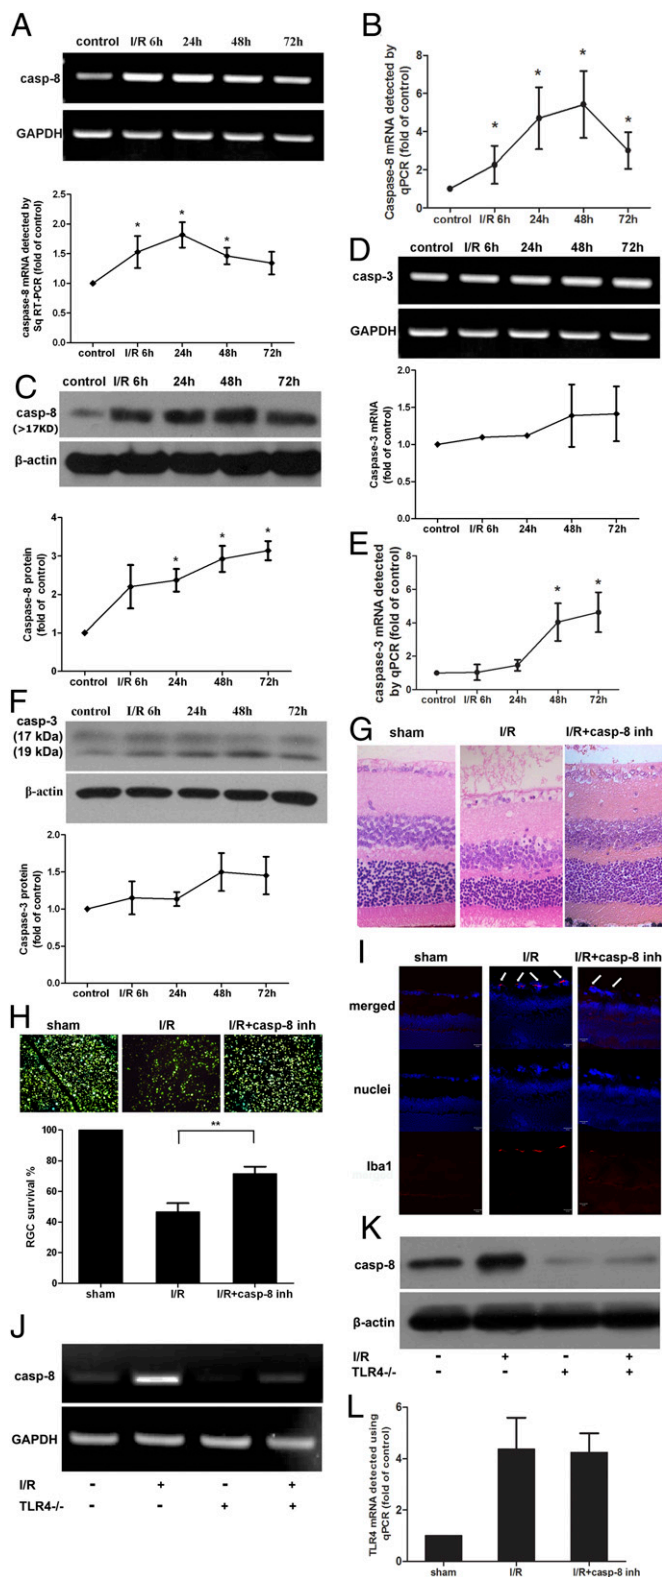 A
control I/R 6h 24h 48h 72h
casp-8
GAPDH
caspase-8 mRNA detected by
Sq RT-PCR (fold of control)
2.5
2.0
1.5
1.0
0.5
0.0
* * *
control I/R 6h 24h 48h 72h
B
Caspase-8 mRNA detected by
qPCR (fold of control)
8
6
4
2
0
* * * *
control I/R 6h 24h 48h 72h
C
control I/R 6h 24h 48h 72h
casp-8
(>17KD)
β-actin
Caspase-8 protein
(fold of control)
4
3
2
1
0
* * *
control I/R 6h 24h 48h 72h
D
control I/R 6h 24h 48h 72h
casp-3
GAPDH
Caspase-3 mRNA
(fold of control)
2.0
1.5
1.0
0.5
0.0
control I/R 6h 24h 48h 72h
E
caspase-3 mRNA detected
by qPCR (fold of control)
8
6
4
2
0
* *
control I/R 6h 24h 48h 72h
F
control I/R 6h 24h 48h 72h
casp-3
(17 kDa)
(19 kDa)
β-actin
Caspase-3 protein
(fold of control)
2.0
1.5
1.0
0.5
0.0
control I/R 6h 24h 48h 72h
G
sham I/R I/R+casp-8 inh
H
sham I/R I/R+casp-8 inh
RGC survival %
100
80
60
40
20
0
**
sham I/R I/R+casp-8 inh
I
sham I/R I/R+casp-8 inh
merged
nuclei
Iba1
J
casp-8
GAPDH
I/R - + - +
TLR4-/- - - + +
K
casp-8
β-actin
I/R - + - +
TLR4-/- - - + +
L
TLR4 mRNA detected using
qPCR (fold of control)
6
4
2
0
sham I/R I/R+casp-8 inh